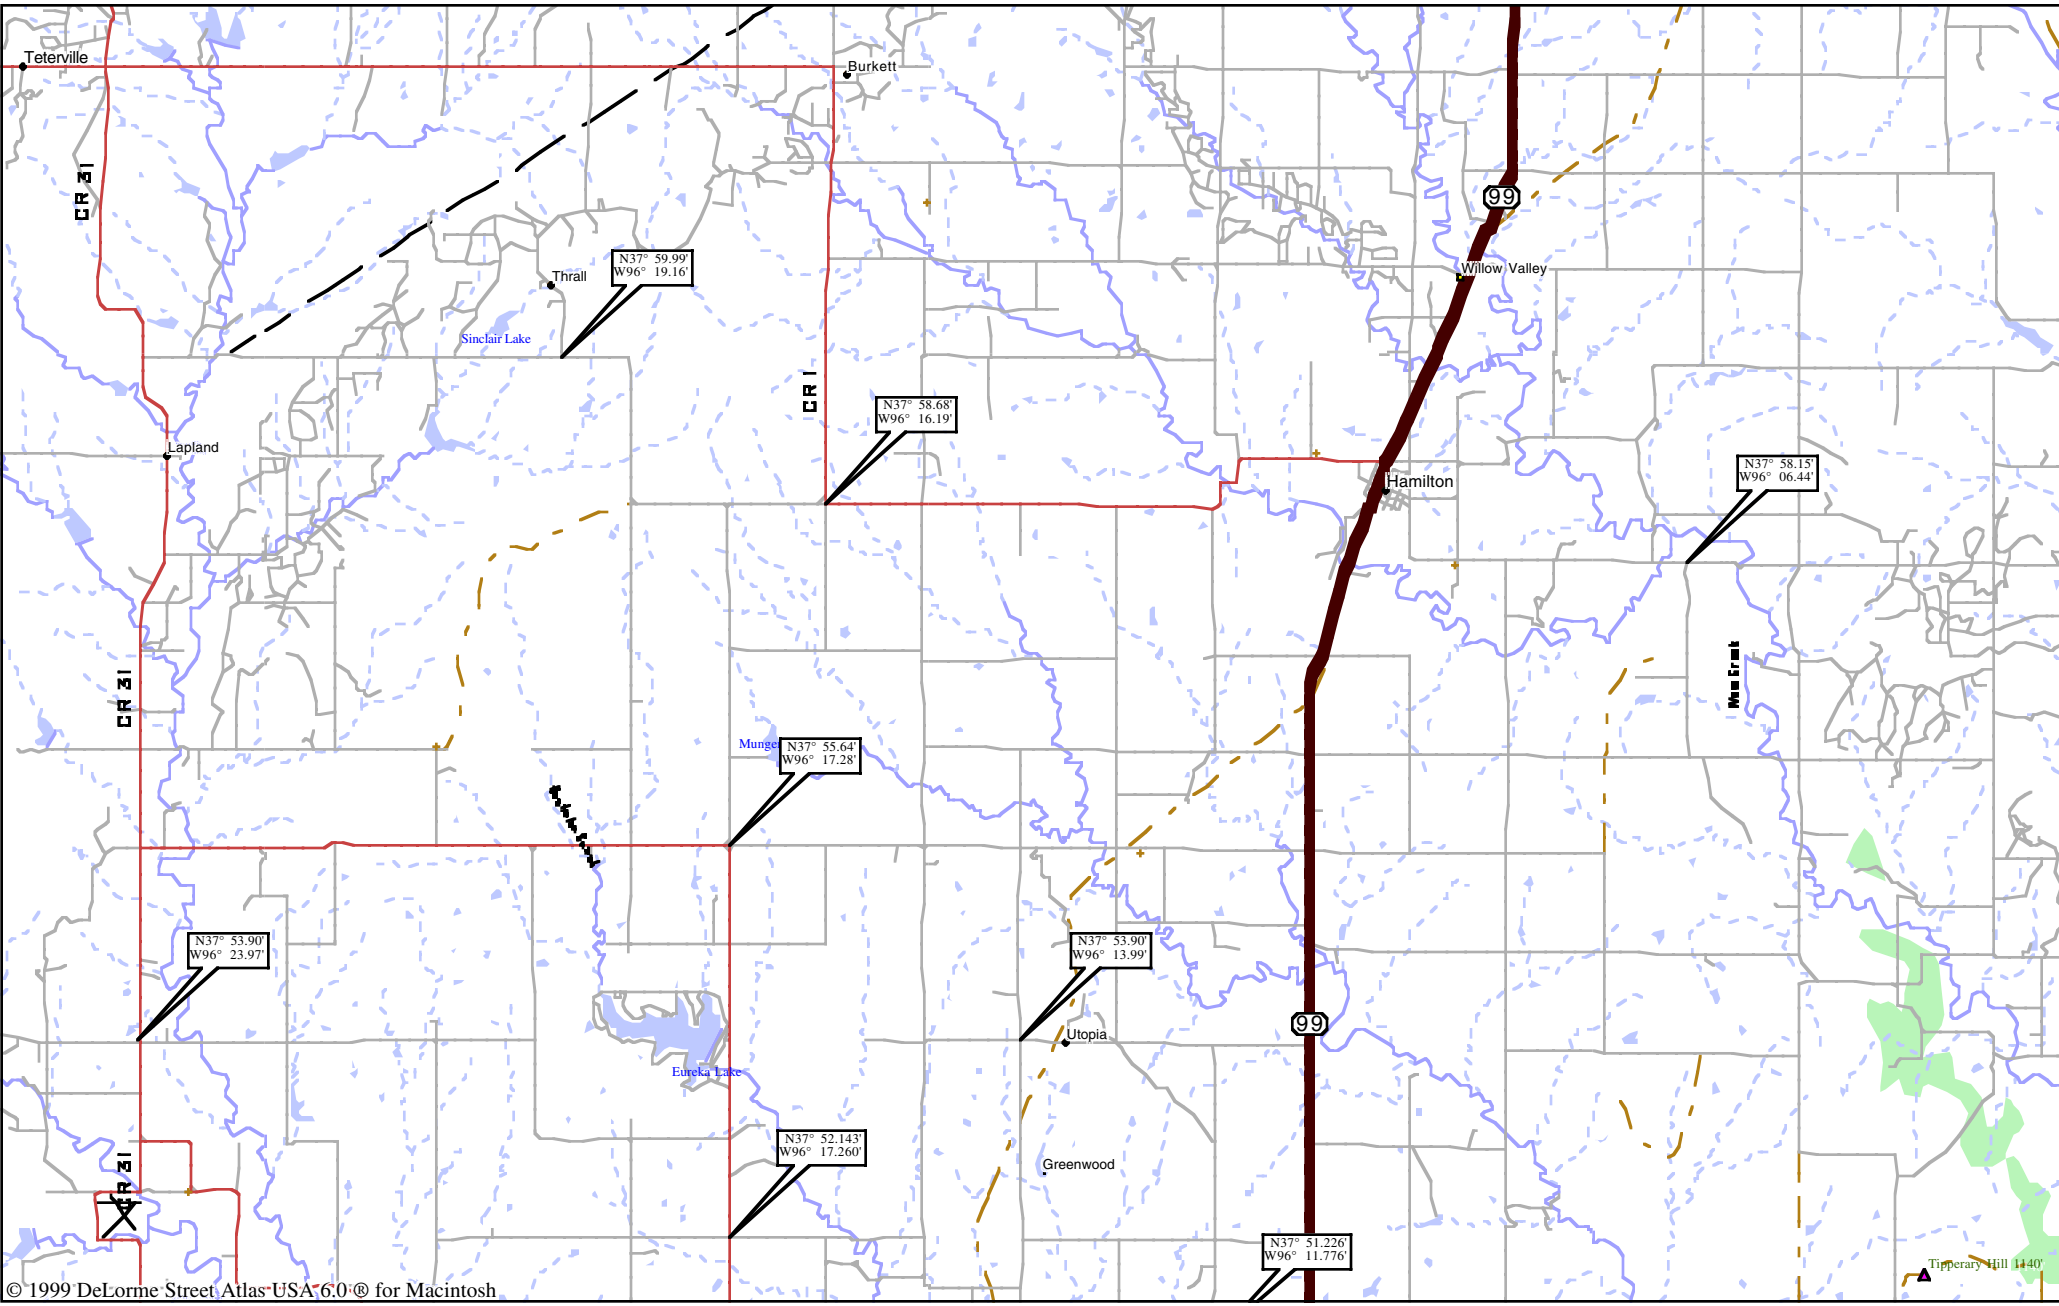 Teterville
Burkett
CR 31
99
Willow Valley
N37° 59.99'
W96° 19.16'
Thrall
Sinclair Lake
CR 1
N37° 58.68'
W96° 16.19'
Lapland
Hamilton
N37° 58.15'
W96° 06.44'
CR 31
Munge
N37° 55.64'
W96° 17.28'
N37° 53.90'
W96° 23.97'
N37° 53.90'
W96° 13.99'
99
Utopia
Eureka Lake
N37° 52.143'
W96° 17.260'
Greenwood
CR 31
N37° 51.226'
W96° 11.776'
Tipperary Hill 1140'
© 1999 DeLorme Street Atlas USA 6.0 ® for Macintosh